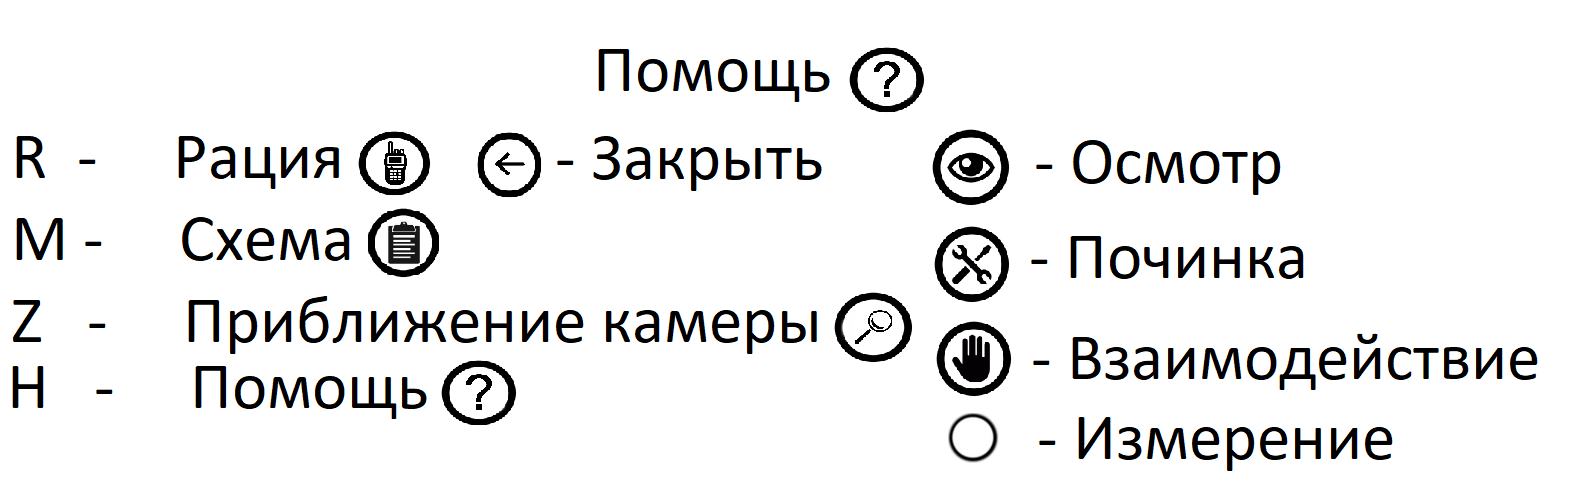 Помощь ?
R - Рация
← - Закрыть
M - Схема
Z - Приближение камеры
H - Помощь ?
- Осмотр
- Починка
- Взаимодействие
- Измерение